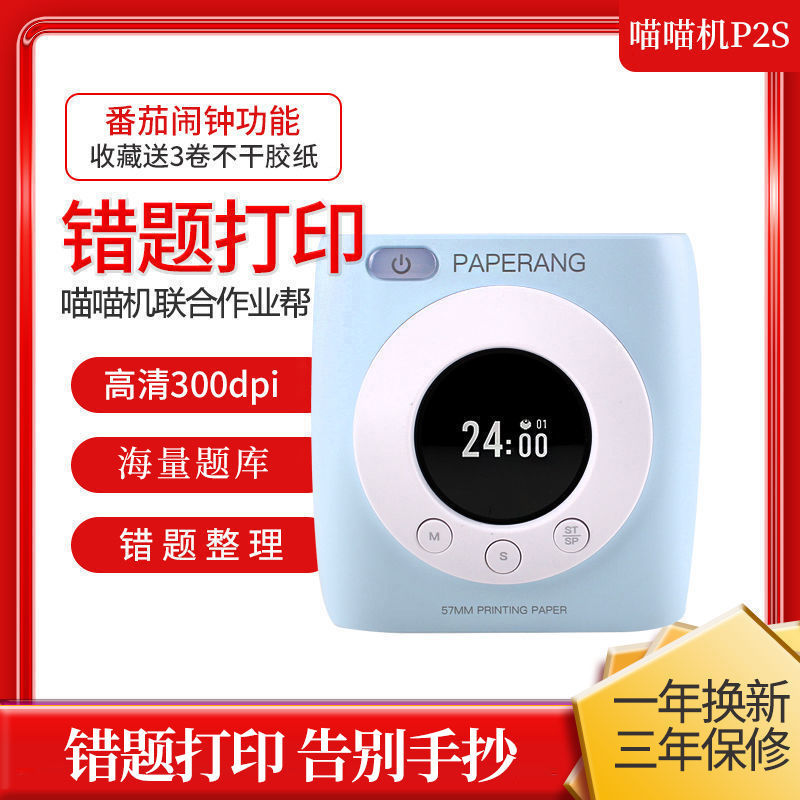 喵喵机P2S
番茄闹钟功能
收藏送3卷不干胶纸
错题打印
喵喵机联合作业帮
高清300dpi
海量题库
错题整理
PAPERANG
01
24:00
M
S
ST
SP
57MM PRINTING PAPER
一年换新
三年保修
错题打印 告别手抄